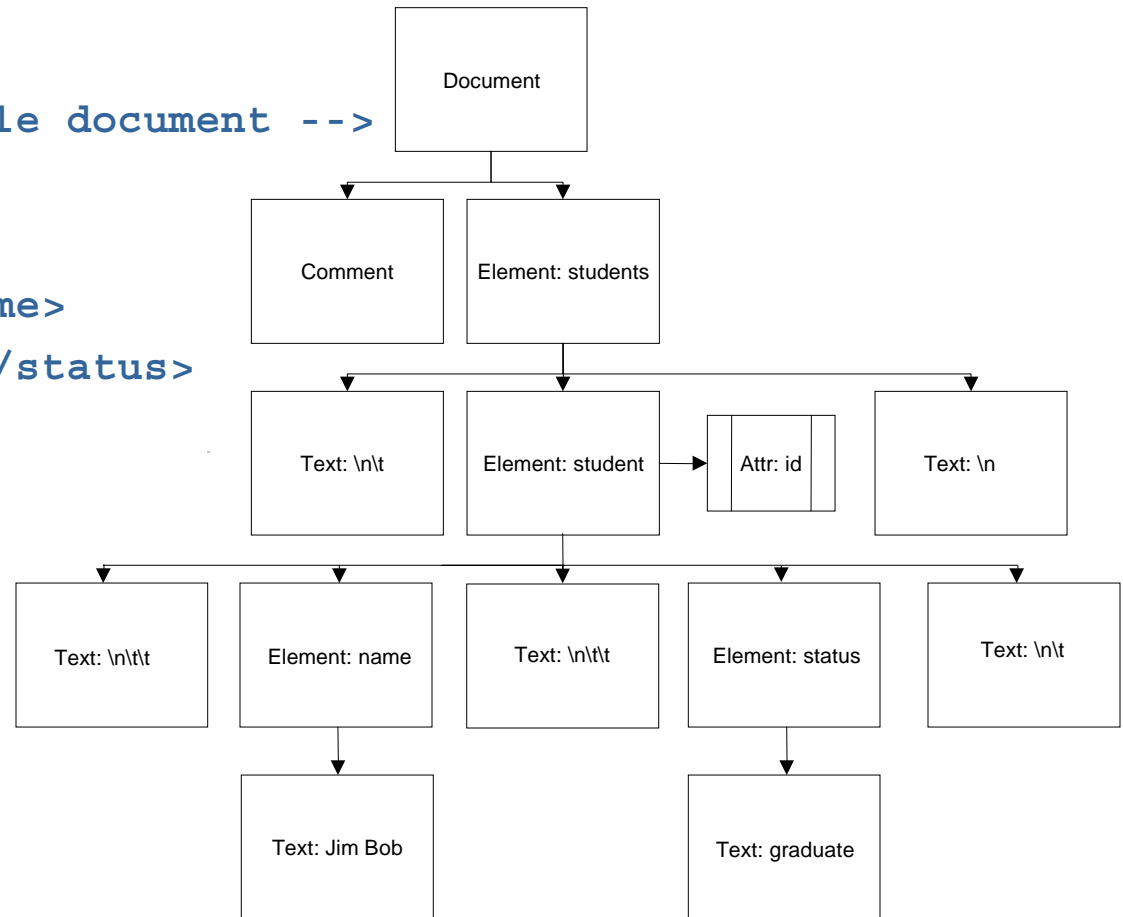 Document
le document -->
Comment
Element: students
me>
/status>
Text: \n\t
Element: student
Attr: id
Text: \n
Text: \n\t\t
Element: name
Text: \n\t\t
Element: status
Text: \n\t
Text: Jim Bob
Text: graduate